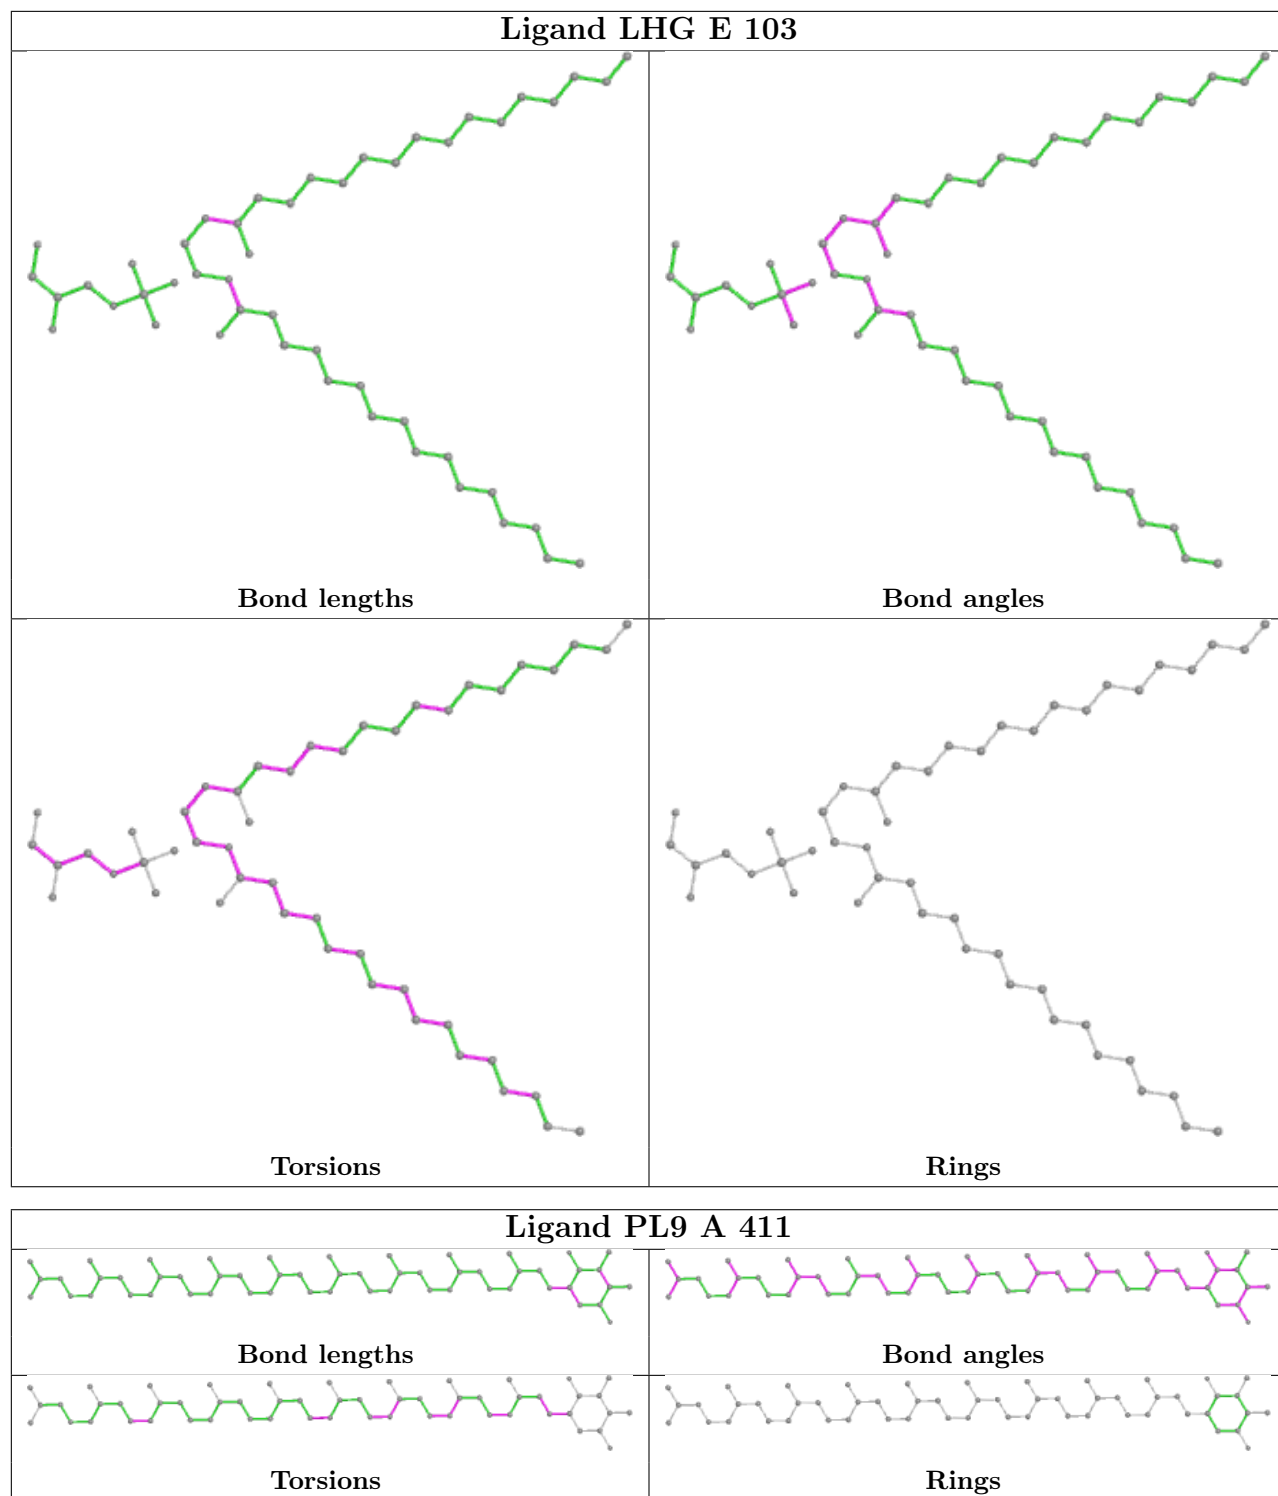 Ligand LHG E 103
Bond lengths
Bond angles
Torsions
Rings
Ligand PL9 A 411
Bond lengths
Bond angles
Torsions
Rings